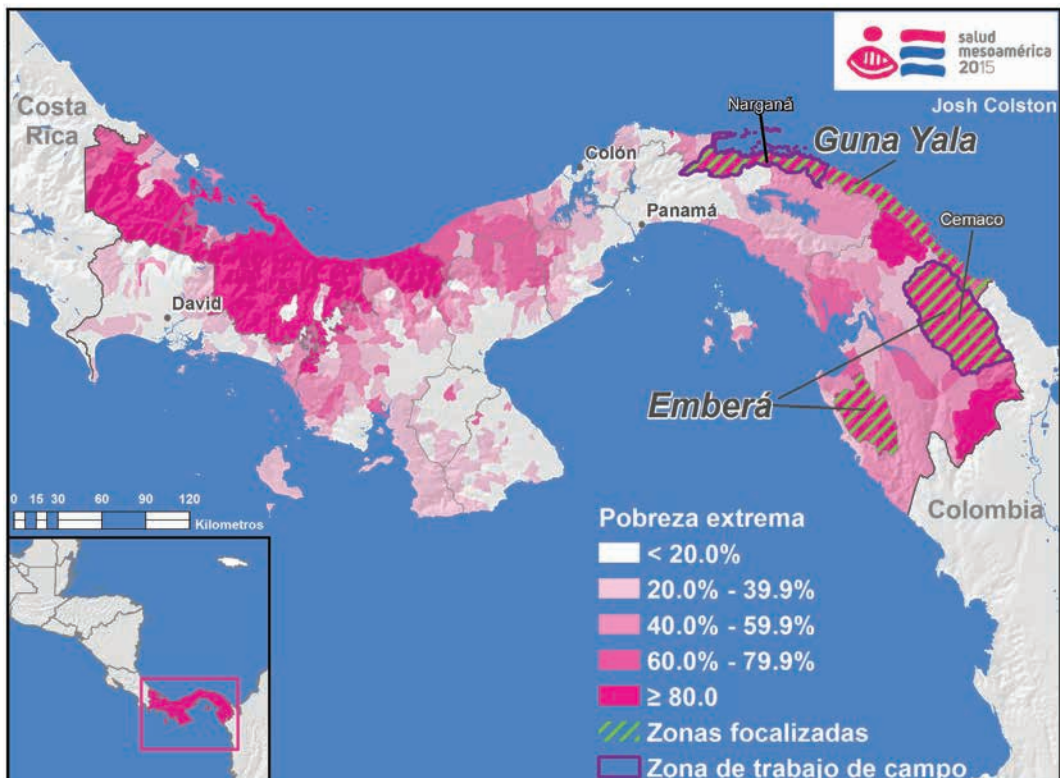 salud
mesoamérica
2015
Josh Colston
Costa
Rica
Narganá
Guna Yala
Colón
Panamá
Cemaco
David
Emberá
0 15 30 60 90 120
Kilometros
Colombia
Pobreza extrema
< 20.0%
20.0% - 39.9%
40.0% - 59.9%
60.0% - 79.9%
≥ 80.0
Zonas focalizadas
Zona de trabajo de campo